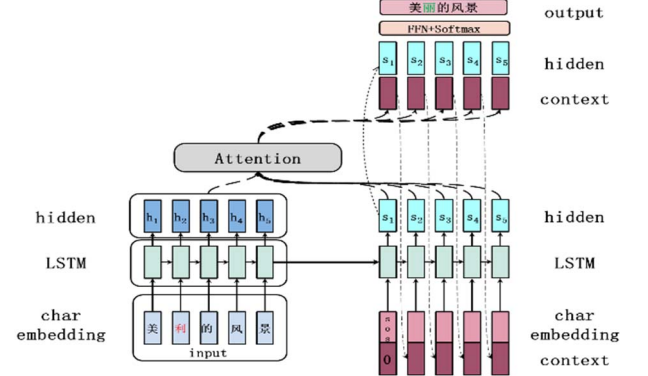 美丽的风景
output
FFN+Softmax
s1 s2 s3 s4 s5
hidden
context
Attention
hidden
h1 h2 h3 h4 h5
s1 s2 s3 s4 s5
hidden
LSTM
LSTM
char
embedding
美 利 的 风 景
input
sos
char
embedding
0
context